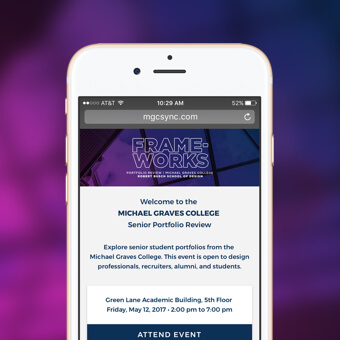 AT&T 10:29 AM 52%
mgcsync.com
FRAME-
WORKS
PORTFOLIO REVIEW | MICHAEL GRAVES COLLEGE
ROBERT BUSCH SCHOOL OF DESIGN
Welcome to the
MICHAEL GRAVES COLLEGE
Senior Portfolio Review
Explore senior student portfolios from the
Michael Graves College. This event is open to design
professionals, recruiters, alumni, and students.
Green Lane Academic Building, 5th Floor
Friday, May 12, 2017 • 2:00 pm to 7:00 pm
ATTEND EVENT